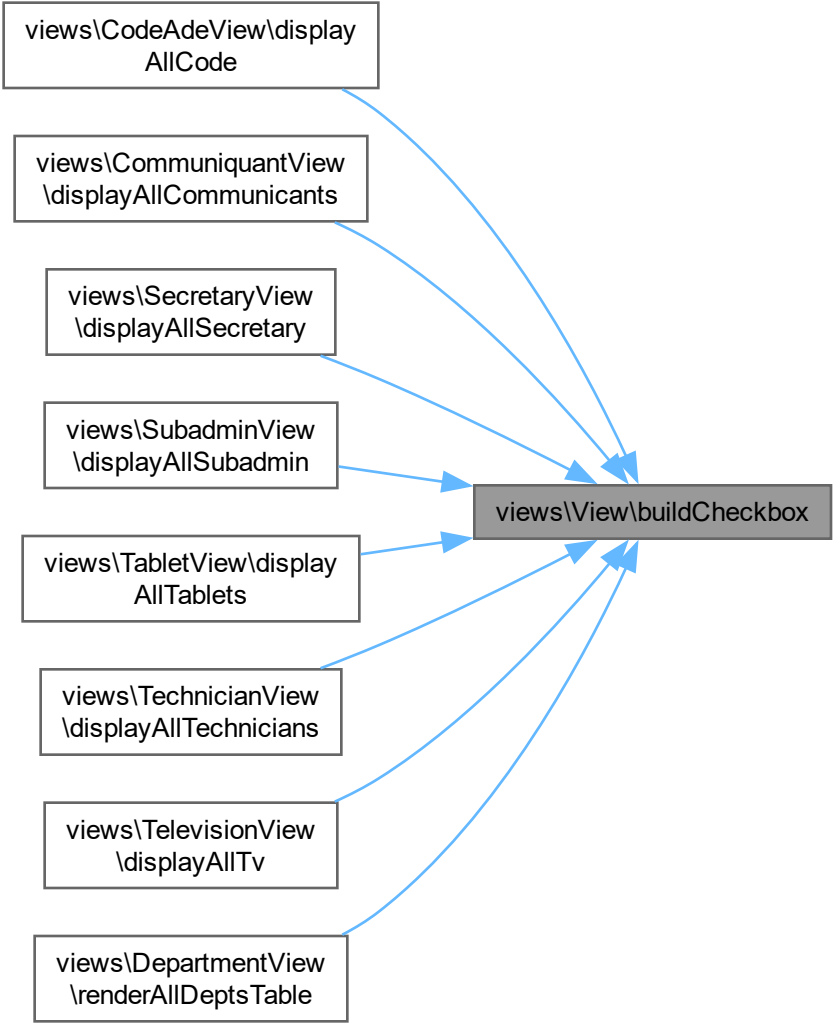 views\CodeAdeView\display
AllCode
views\CommuniquantView
\displayAllCommunicants
views\SecretaryView
\displayAllSecretary
views\SubadminView
\displayAllSubadmin
views\View\buildCheckbox
views\TabletView\display
AllTablets
views\TechnicianView
\displayAllTechnicians
views\TelevisionView
\displayAllTv
views\DepartmentView
\renderAllDeptsTable